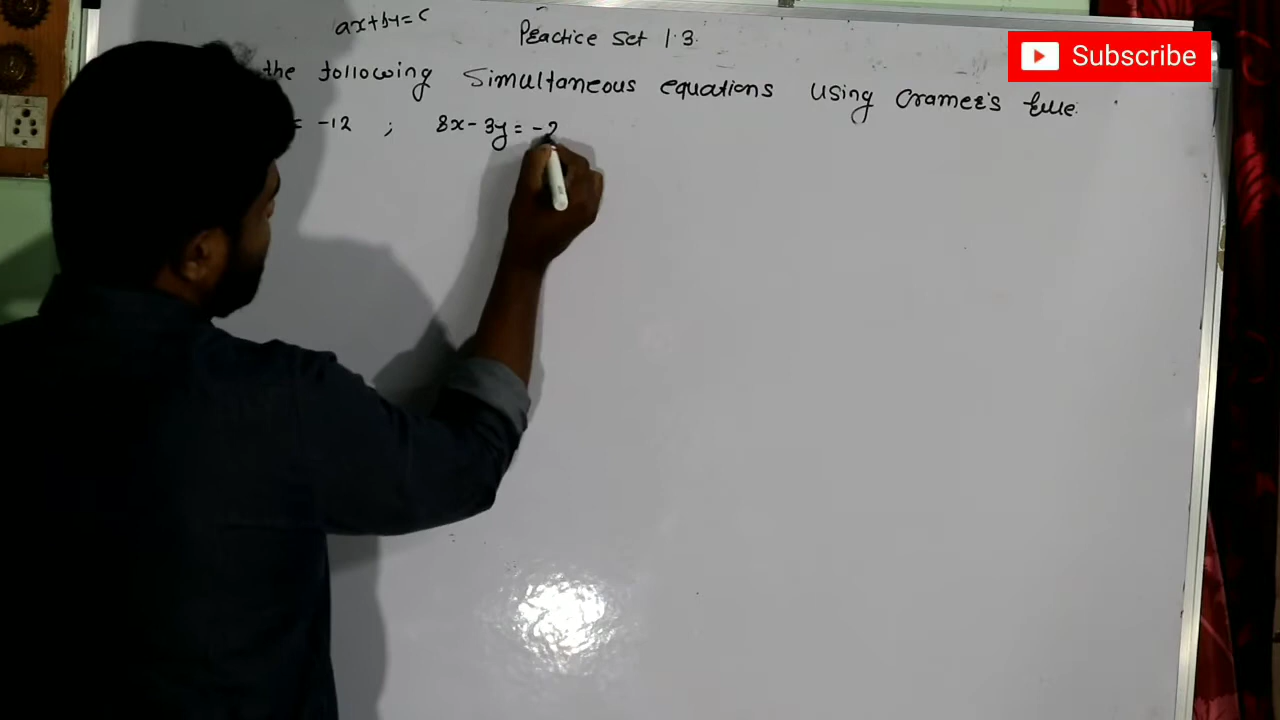 ax+by=c
Practice Set 1.3.
Subscribe
the following Simultaneous equations Using Cramer's Rule.
= -12 ; 8x-3y=-2